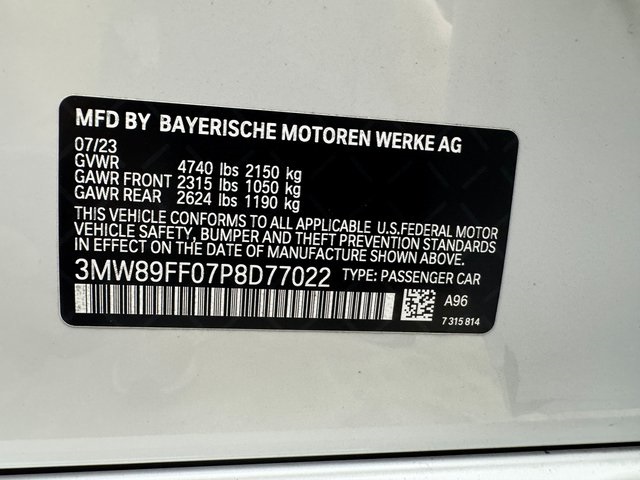 MFD BY BAYERISCHE MOTOREN WERKE AG
07/23
GVWR 4740 lbs 2150 kg
GAWR FRONT 2315 lbs 1050 kg
GAWR REAR 2624 lbs 1190 kg
THIS VEHICLE CONFORMS TO ALL APPLICABLE U.S.FEDERAL MOTOR
VEHICLE SAFETY, BUMPER AND THEFT PREVENTION STANDARDS
IN EFFECT ON THE DATE OF MANUFACTURE SHOWN ABOVE.
3MW89FF07P8D77022 TYPE: PASSENGER CAR
A96
7 315 814